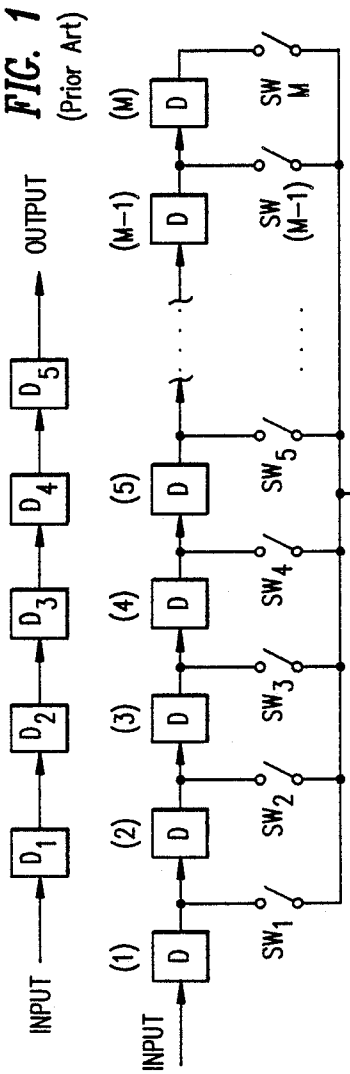 FIG. 1
(Prior Art)
INPUT D1 D2 D3 D4 D5 OUTPUT
(1) (2) (3) (4) (5) (M-1) (M)
INPUT D D D D D D D
SW1 SW2 SW3 SW4 SW5 SW (M-1) SW M